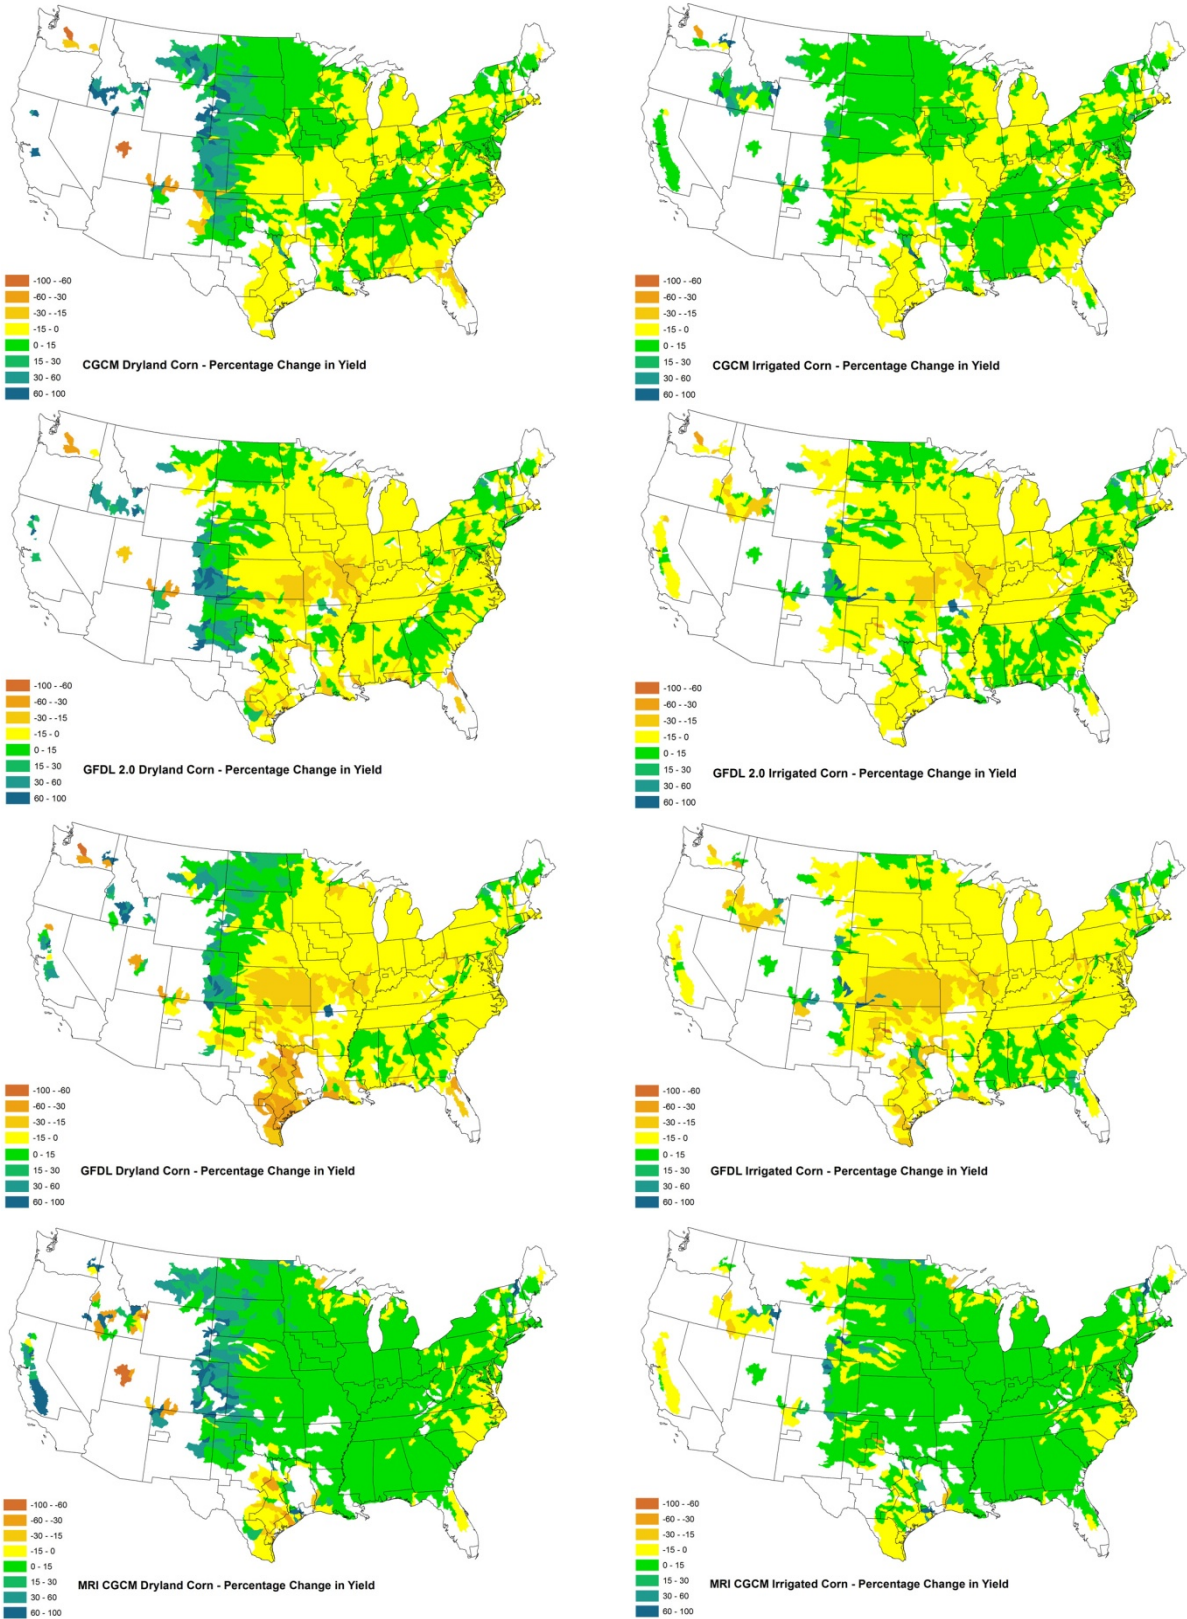 -100 - -60
-60 - -30
-30 - -15
-15 - 0
0 - 15
15 - 30
30 - 60
60 - 100
CGCM Dryland Corn - Percentage Change in Yield
-100 - -60
-60 - -30
-30 - -15
-15 - 0
0 - 15
15 - 30
30 - 60
60 - 100
CGCM Irrigated Corn - Percentage Change in Yield
-100 - -60
-60 - -30
-30 - -15
-15 - 0
0 - 15
15 - 30
30 - 60
60 - 100
GFDL 2.0 Dryland Corn - Percentage Change in Yield
-100 - -60
-60 - -30
-30 - -15
-15 - 0
0 - 15
15 - 30
30 - 60
60 - 100
GFDL 2.0 Irrigated Corn - Percentage Change in Yield
-100 - -60
-60 - -30
-30 - -15
-15 - 0
0 - 15
15 - 30
30 - 60
60 - 100
GFDL Dryland Corn - Percentage Change in Yield
-100 - -60
-60 - -30
-30 - -15
-15 - 0
0 - 15
15 - 30
30 - 60
60 - 100
GFDL Irrigated Corn - Percentage Change in Yield
-100 - -60
-60 - -30
-30 - -15
-15 - 0
0 - 15
15 - 30
30 - 60
60 - 100
MRI CGCM Dryland Corn - Percentage Change in Yield
-100 - -60
-60 - -30
-30 - -15
-15 - 0
0 - 15
15 - 30
30 - 60
60 - 100
MRI CGCM Irrigated Corn - Percentage Change in Yield